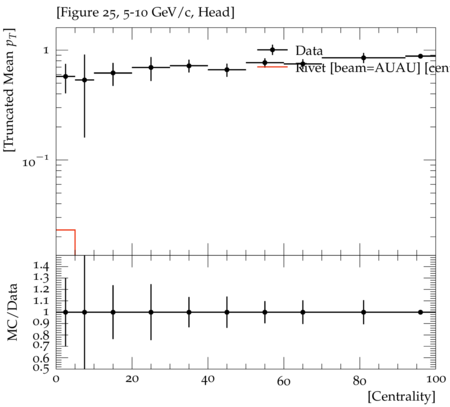 [Figure 25, 5-10 GeV/c, Head]
[Truncated Mean pT]
1
10−1
Data
Rivet [beam=AUAU] [cen
MC/Data
1.4
1.3
1.2
1.1
1
0.9
0.8
0.7
0.6
0.5
0 20 40 60 80 100
[Centrality]